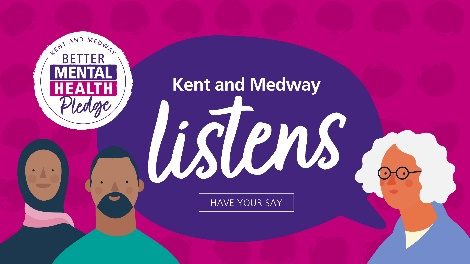 KENT AND MEDWAY
BETTER
MENTAL
HEALTH
Pledge
Kent and Medway
listens
HAVE YOUR SAY